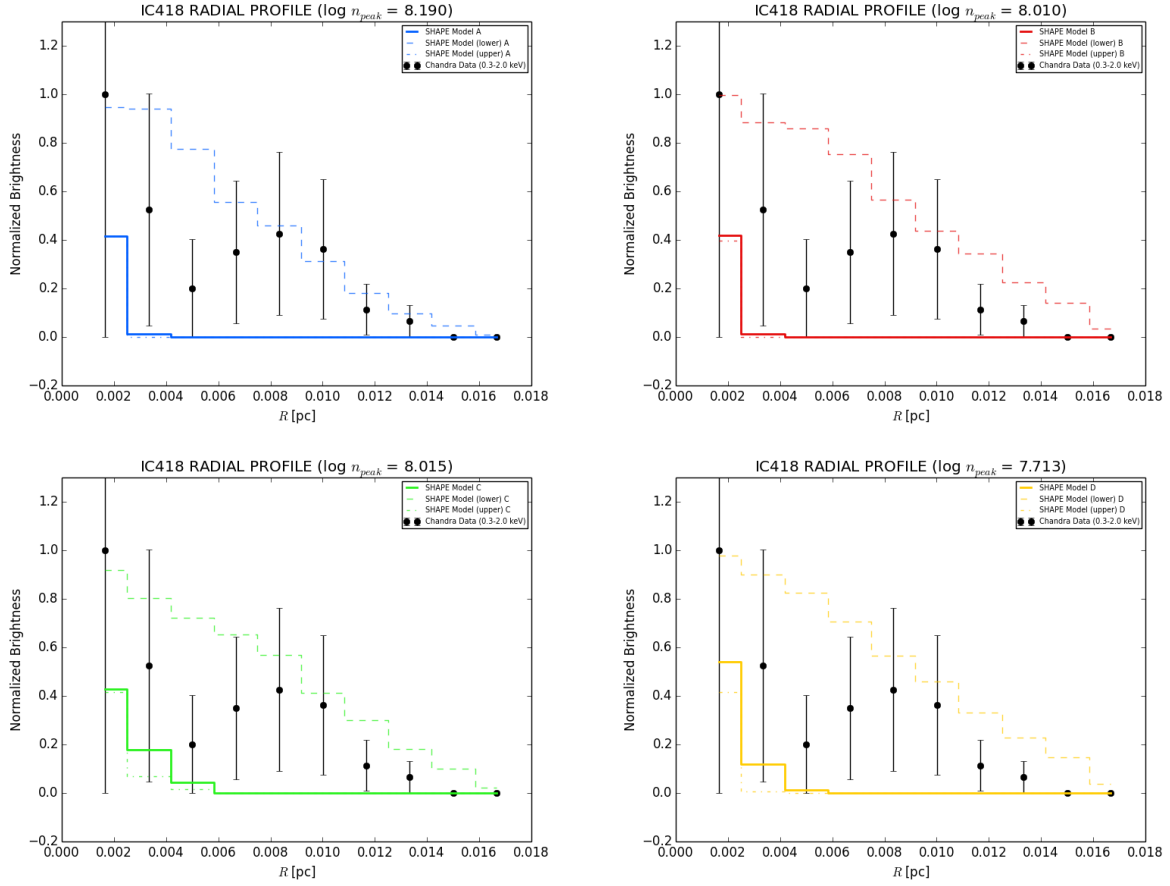 IC418 RADIAL PROFILE (log n_peak = 8.190)
SHAPE Model A
SHAPE Model (lower) A
SHAPE Model (upper) A
Chandra Data (0.3-2.0 keV)
Normalized Brightness
1.2
1.0
0.8
0.6
0.4
0.2
0.0
−0.2
0.000 0.002 0.004 0.006 0.008 0.010 0.012 0.014 0.016 0.018
R [pc]
IC418 RADIAL PROFILE (log n_peak = 8.010)
SHAPE Model B
SHAPE Model (lower) B
SHAPE Model (upper) B
Chandra Data (0.3-2.0 keV)
Normalized Brightness
1.2
1.0
0.8
0.6
0.4
0.2
0.0
−0.2
0.000 0.002 0.004 0.006 0.008 0.010 0.012 0.014 0.016 0.018
R [pc]
IC418 RADIAL PROFILE (log n_peak = 8.015)
SHAPE Model C
SHAPE Model (lower) C
SHAPE Model (upper) C
Chandra Data (0.3-2.0 keV)
Normalized Brightness
1.2
1.0
0.8
0.6
0.4
0.2
0.0
−0.2
0.000 0.002 0.004 0.006 0.008 0.010 0.012 0.014 0.016 0.018
R [pc]
IC418 RADIAL PROFILE (log n_peak = 7.713)
SHAPE Model D
SHAPE Model (lower) D
SHAPE Model (upper) D
Chandra Data (0.3-2.0 keV)
Normalized Brightness
1.2
1.0
0.8
0.6
0.4
0.2
0.0
−0.2
0.000 0.002 0.004 0.006 0.008 0.010 0.012 0.014 0.016 0.018
R [pc]